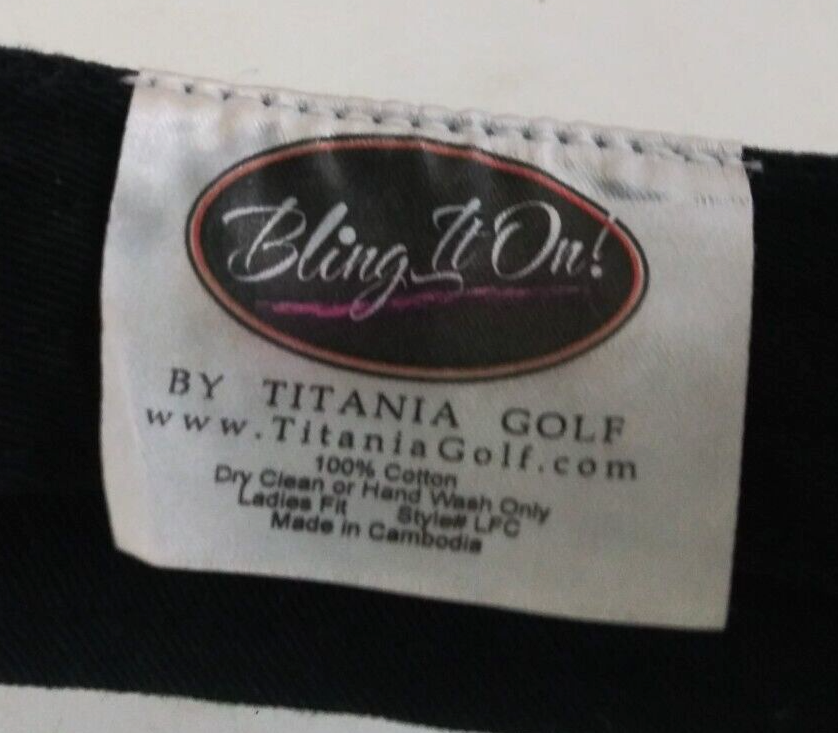 Bling It On!
BY TITANIA GOLF
www.TitaniaGolf.com
100% Cotton
Dry Clean or Hand Wash Only
Ladies Fit Style# LFC
Made in Cambodia